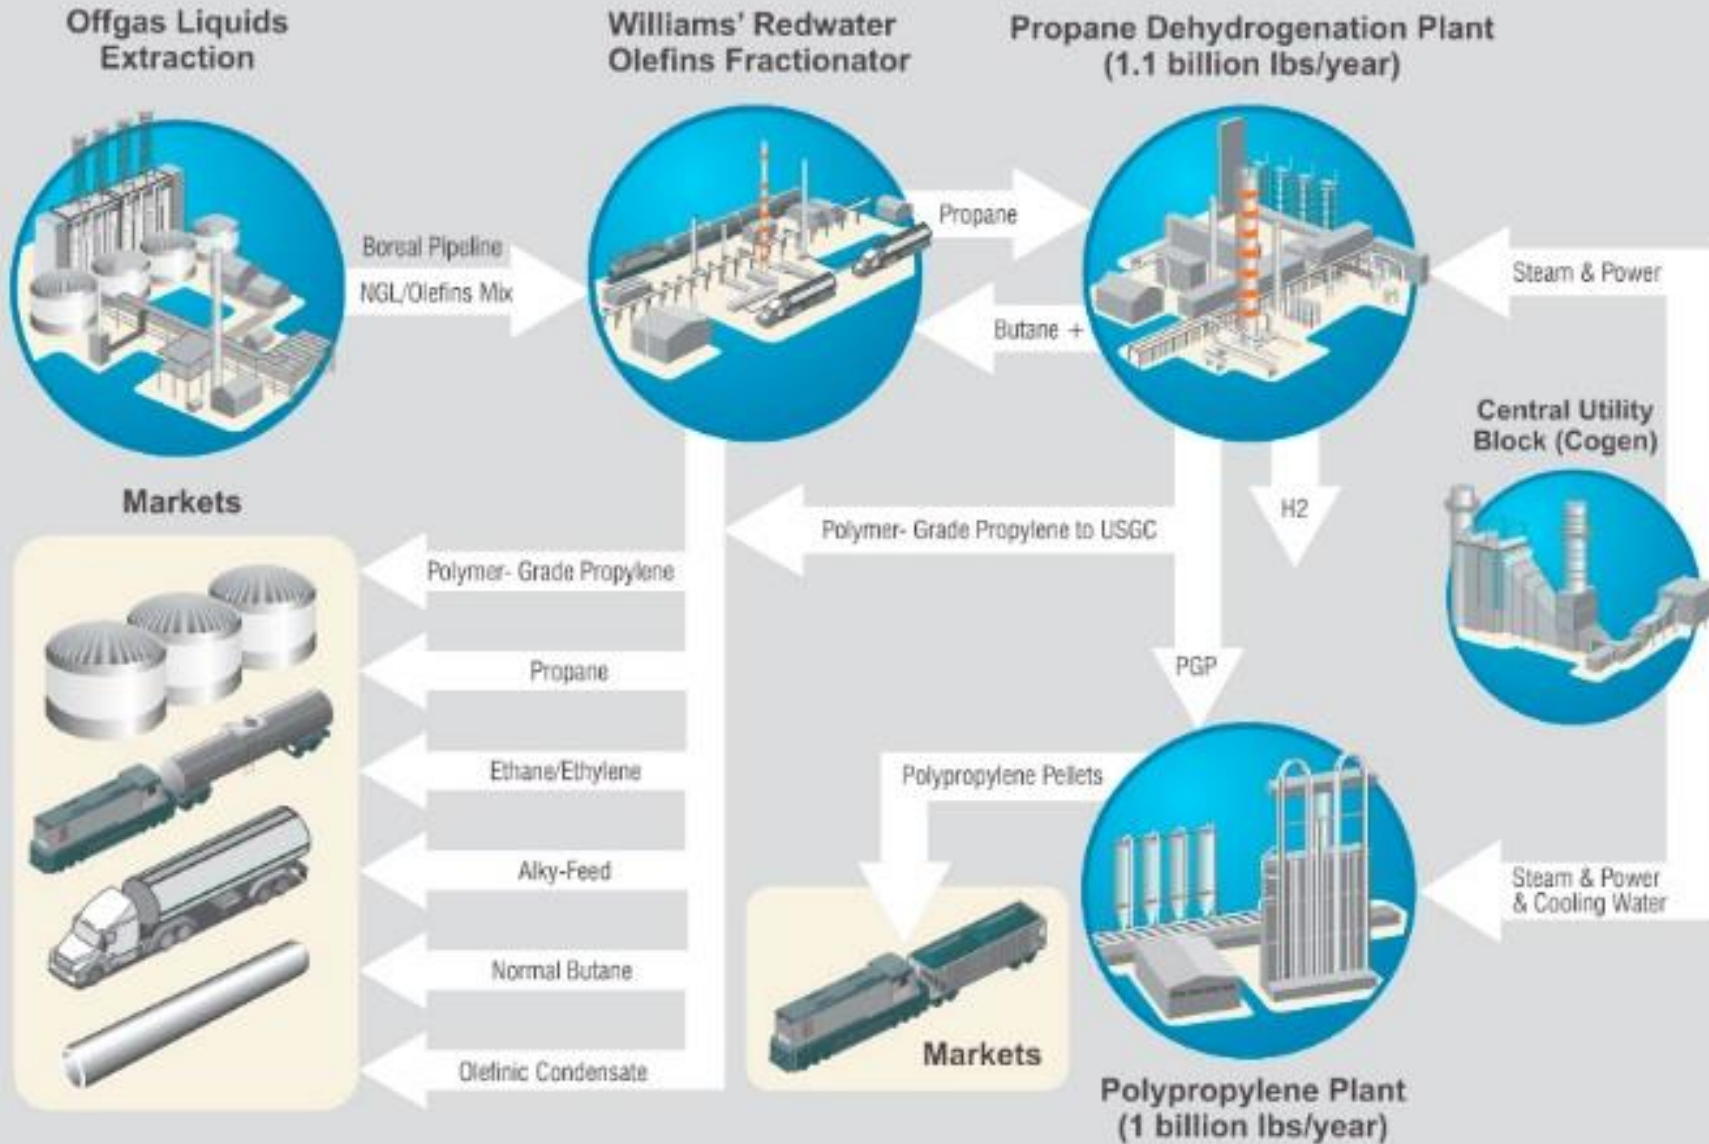 Offgas Liquids
Extraction
Williams' Redwater
Olefins Fractionator
Propane Dehydrogenation Plant
(1.1 billion lbs/year)
Boreal Pipeline
NGL/Olefins Mix
Propane
Butane +
Steam & Power
Central Utility
Block (Cogen)
Markets
Polymer- Grade Propylene to USGC
H2
Polymer- Grade Propylene
Propane
Ethane/Ethylene
Alky-Feed
Normal Butane
Olefinic Condensate
PGP
Polypropylene Pellets
Steam & Power
& Cooling Water
Markets
Polypropylene Plant
(1 billion lbs/year)